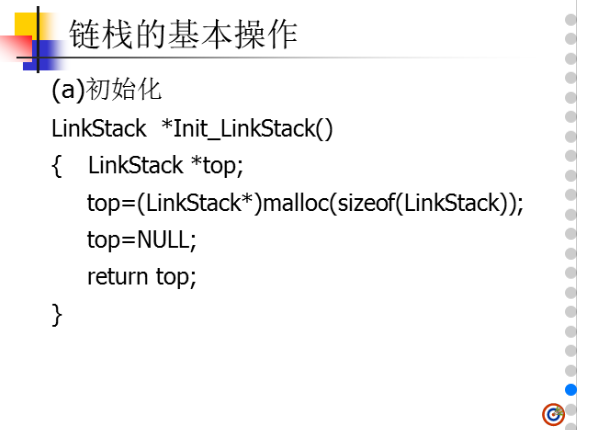 链栈的基本操作
(a)初始化
LinkStack  *Init_LinkStack()
{    LinkStack *top;
top=(LinkStack*)malloc(sizeof(LinkStack));
top=NULL;
return top;
}